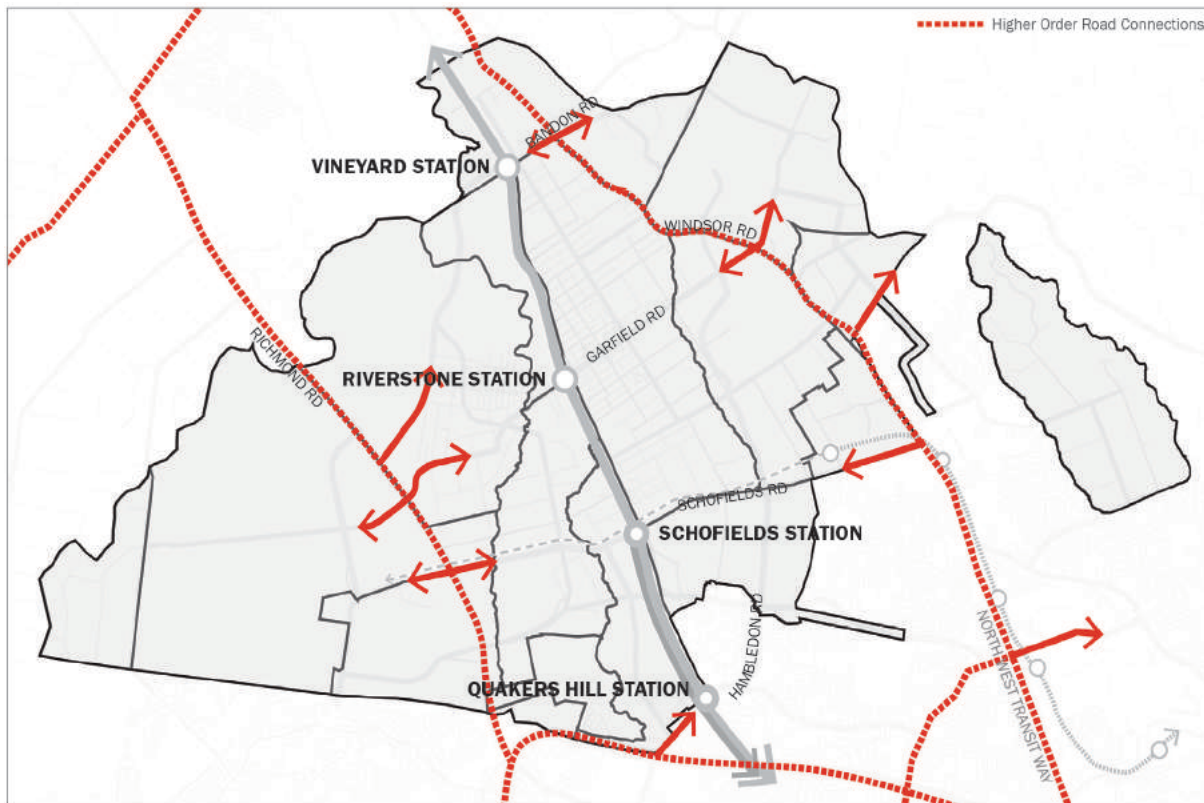 Higher Order Road Connections
BANDON RD
VINEYARD STATION
WINDSOR RD
GARFIELD RD
RICHMOND RD
RIVERSTONE STATION
SCHOFIELDS RD
SCHOFIELDS STATION
HAMBLEDON RD
NORTH WEST TRANSIT WAY
QUAKERS HILL STATION